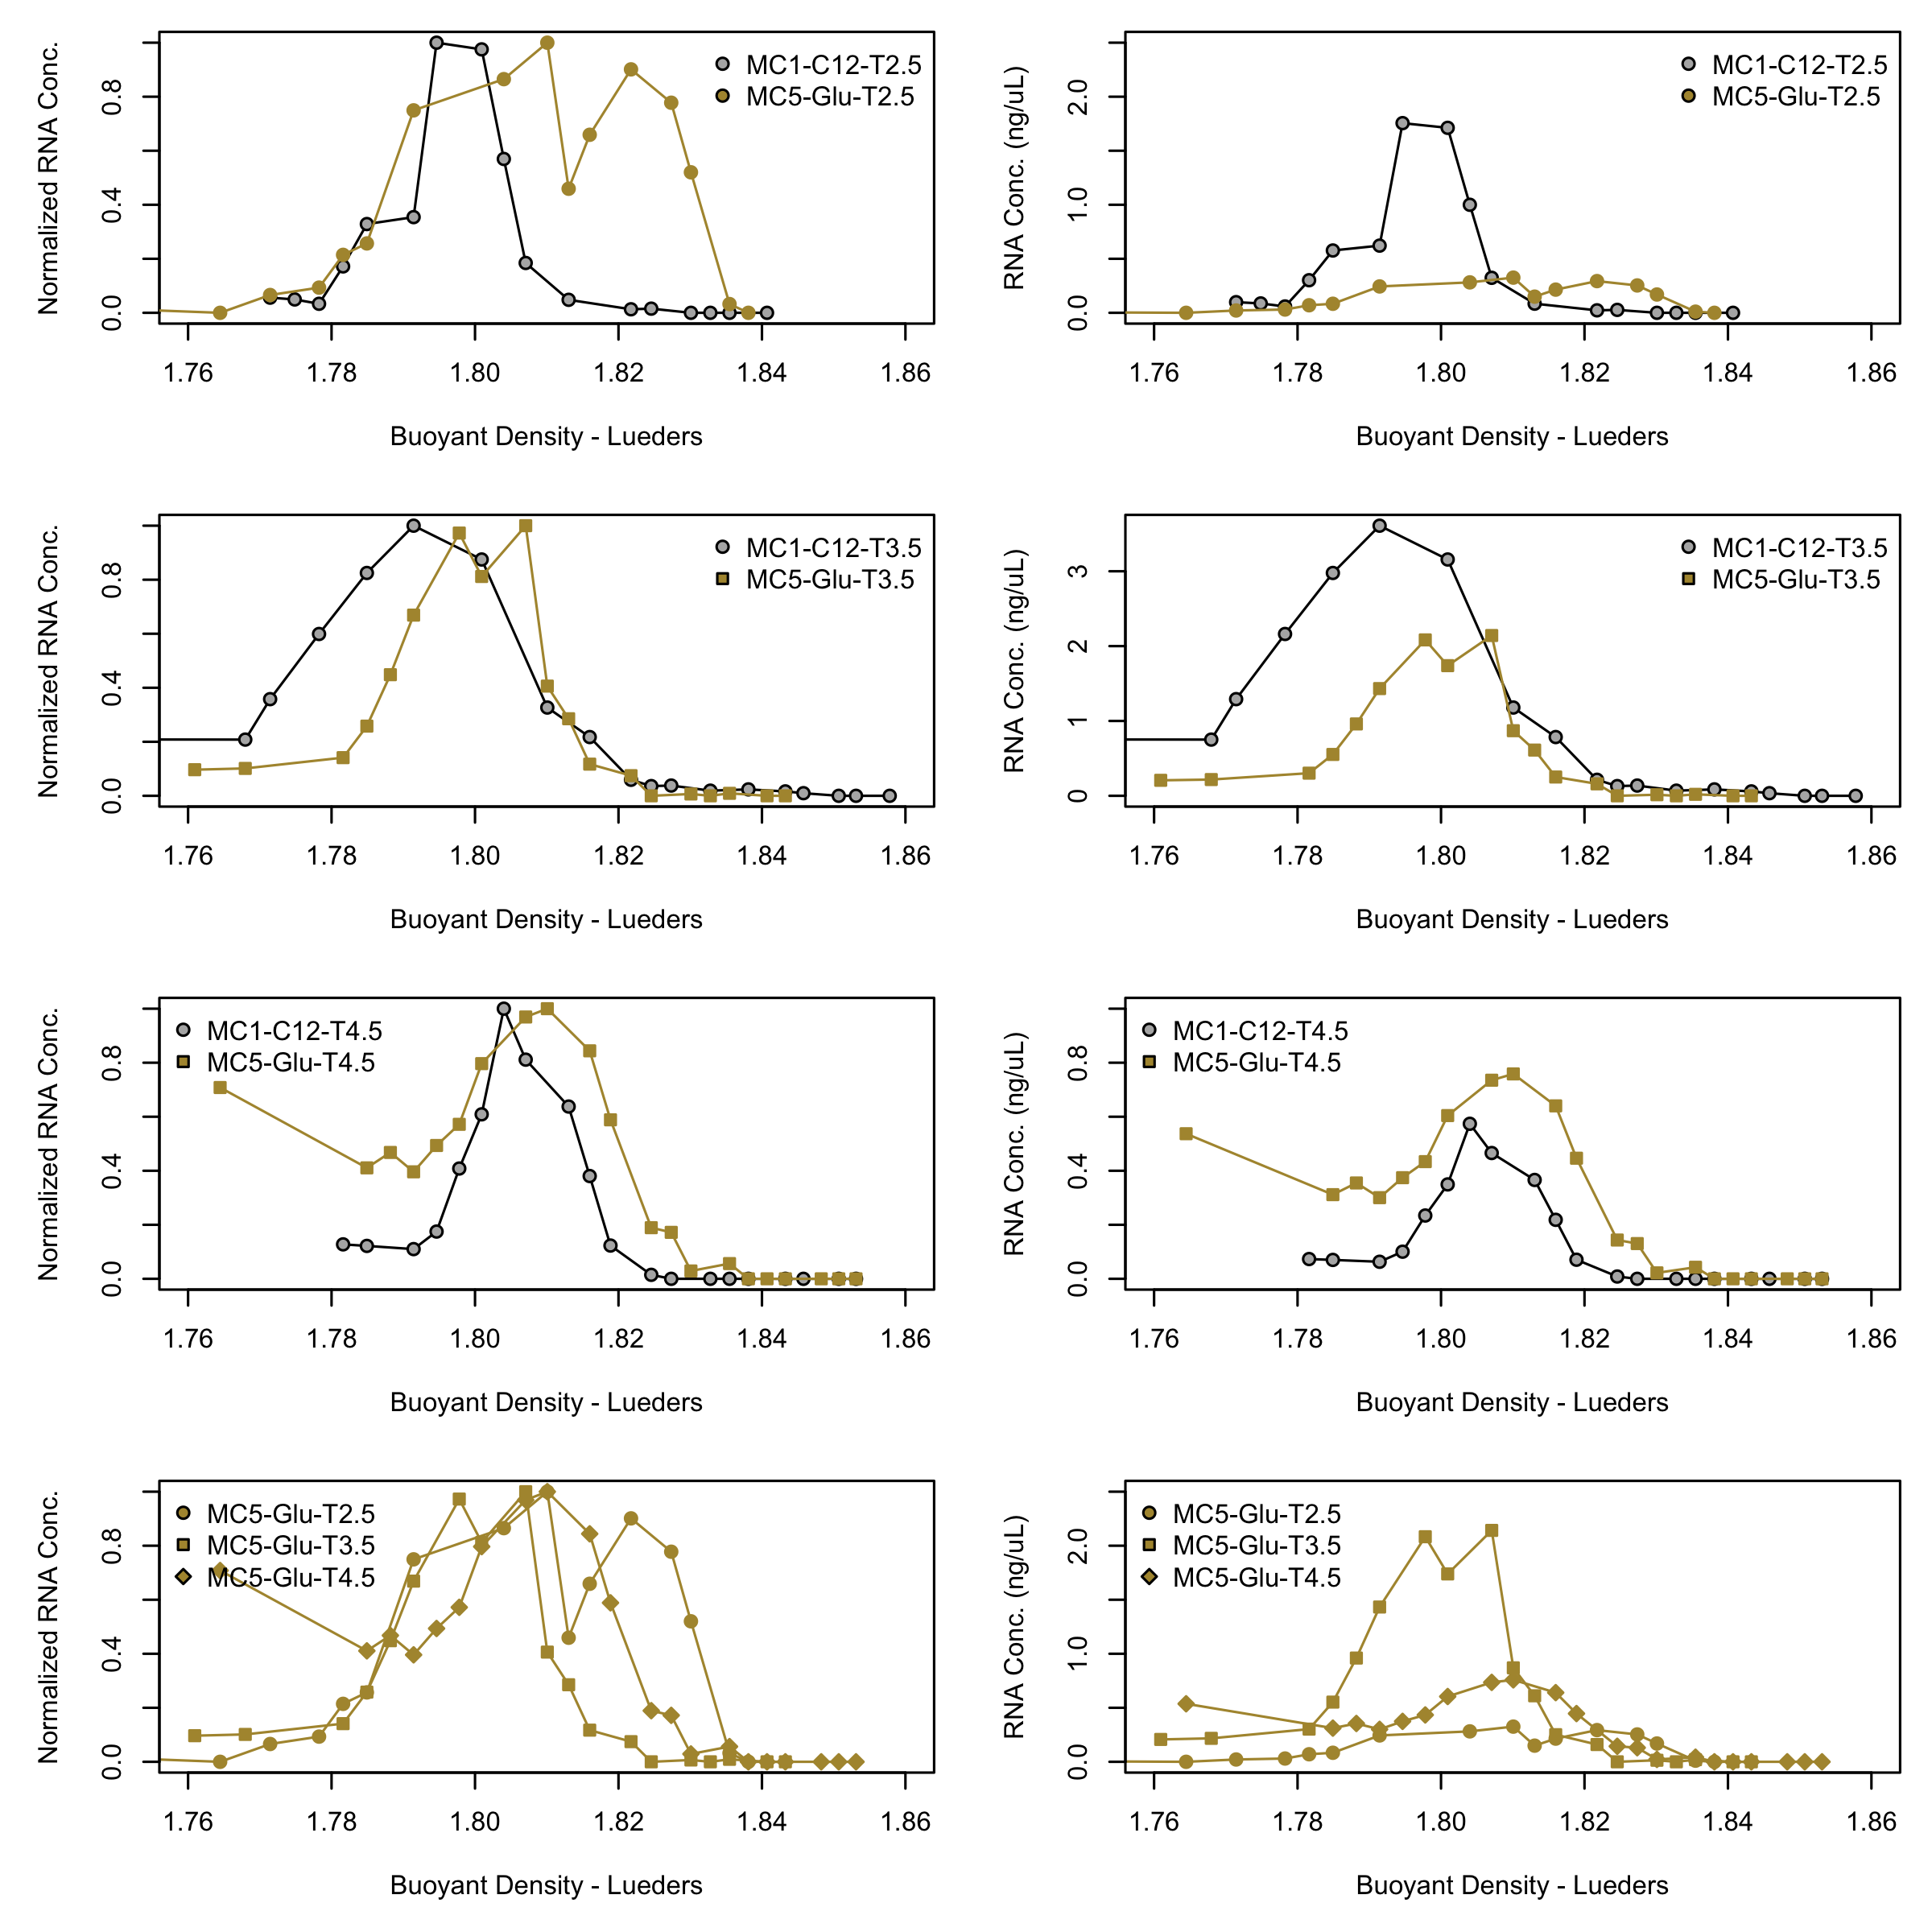 Normalized RNA Conc.
0.0 0.4 0.8
MC1-C12-T2.5
MC5-Glu-T2.5
1.76 1.78 1.80 1.82 1.84 1.86
Buoyant Density - Lueders
RNA Conc. (ng/uL)
0.0 1.0 2.0
MC1-C12-T2.5
MC5-Glu-T2.5
1.76 1.78 1.80 1.82 1.84 1.86
Buoyant Density - Lueders
Normalized RNA Conc.
0.0 0.4 0.8
MC1-C12-T3.5
MC5-Glu-T3.5
1.76 1.78 1.80 1.82 1.84 1.86
Buoyant Density - Lueders
RNA Conc. (ng/uL)
0 1 2 3
MC1-C12-T3.5
MC5-Glu-T3.5
1.76 1.78 1.80 1.82 1.84 1.86
Buoyant Density - Lueders
Normalized RNA Conc.
0.0 0.4 0.8
MC1-C12-T4.5
MC5-Glu-T4.5
1.76 1.78 1.80 1.82 1.84 1.86
Buoyant Density - Lueders
RNA Conc. (ng/uL)
0.0 0.4 0.8
MC1-C12-T4.5
MC5-Glu-T4.5
1.76 1.78 1.80 1.82 1.84 1.86
Buoyant Density - Lueders
Normalized RNA Conc.
0.0 0.4 0.8
MC5-Glu-T2.5
MC5-Glu-T3.5
MC5-Glu-T4.5
1.76 1.78 1.80 1.82 1.84 1.86
Buoyant Density - Lueders
RNA Conc. (ng/uL)
0.0 1.0 2.0
MC5-Glu-T2.5
MC5-Glu-T3.5
MC5-Glu-T4.5
1.76 1.78 1.80 1.82 1.84 1.86
Buoyant Density - Lueders